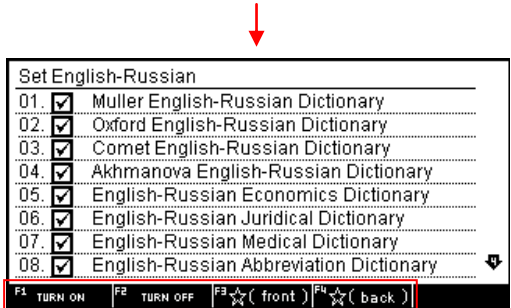 Set English-Russian
01. Muller English-Russian Dictionary
02. Oxford English-Russian Dictionary
03. Comet English-Russian Dictionary
04. Akhmanova English-Russian Dictionary
05. English-Russian Economics Dictionary
06. English-Russian Juridical Dictionary
07. English-Russian Medical Dictionary
08. English-Russian Abbreviation Dictionary
F1 TURN ON F2 TURN OFF F3 ☆( front ) F4 ☆( back )